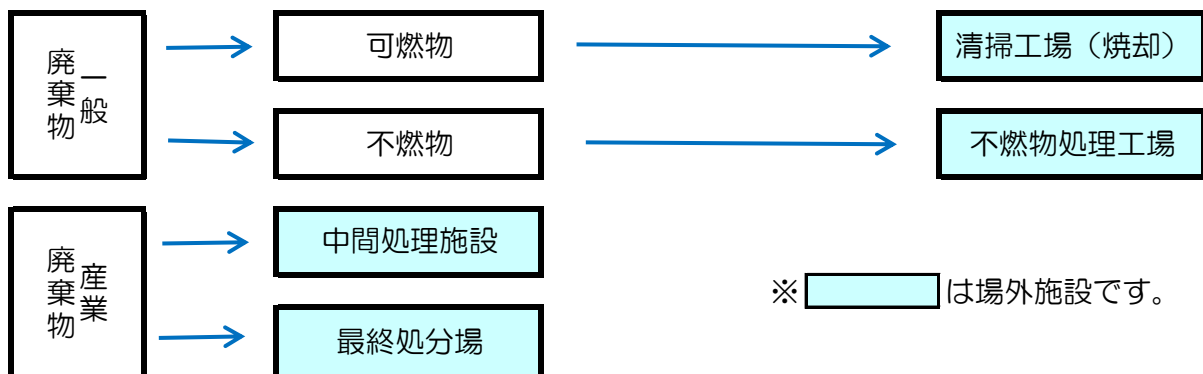 一般
廃棄物
可燃物
清掃工場（焼却）
不燃物
不燃物処理工場
産業
廃棄物
中間処理施設
最終処分場
※は場外施設です。